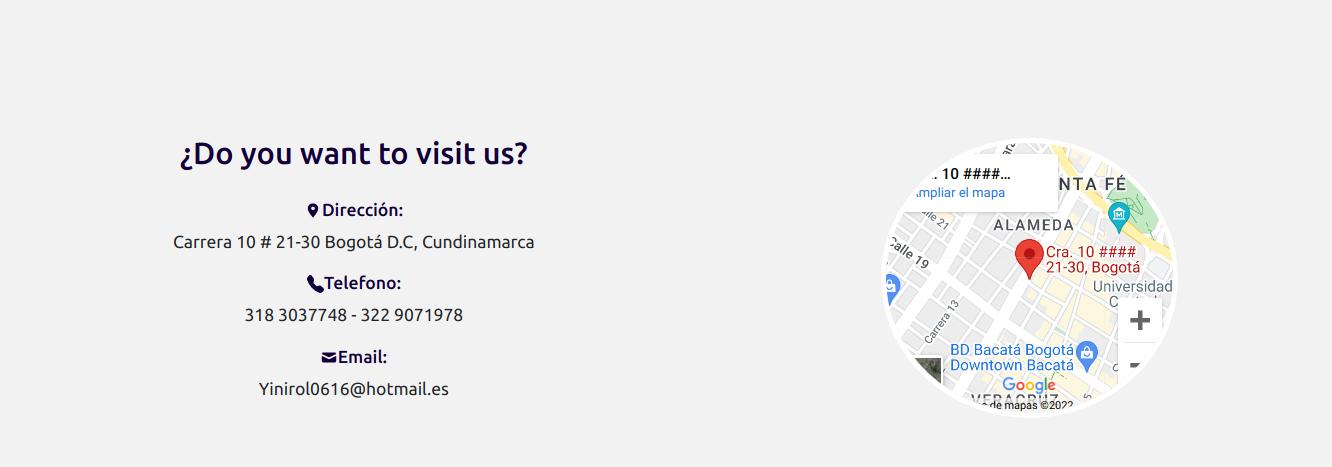 ¿Do you want to visit us?
Dirección:
Carrera 10 # 21-30 Bogotá D.C, Cundinamarca
Telefono:
318 3037748 - 322 9071978
Email:
Yinirol0616@hotmail.es
. 10 ####...
Ampliar el mapa
NTA FÉ
Calle 21
ALAMEDA
Calle 19
Cra. 10 ####
21-30, Bogotá
Universidad
Carrera 13
BD Bacatá Bogotá
Downtown Bacatá
Google
VERACRUZ
de mapas ©2022